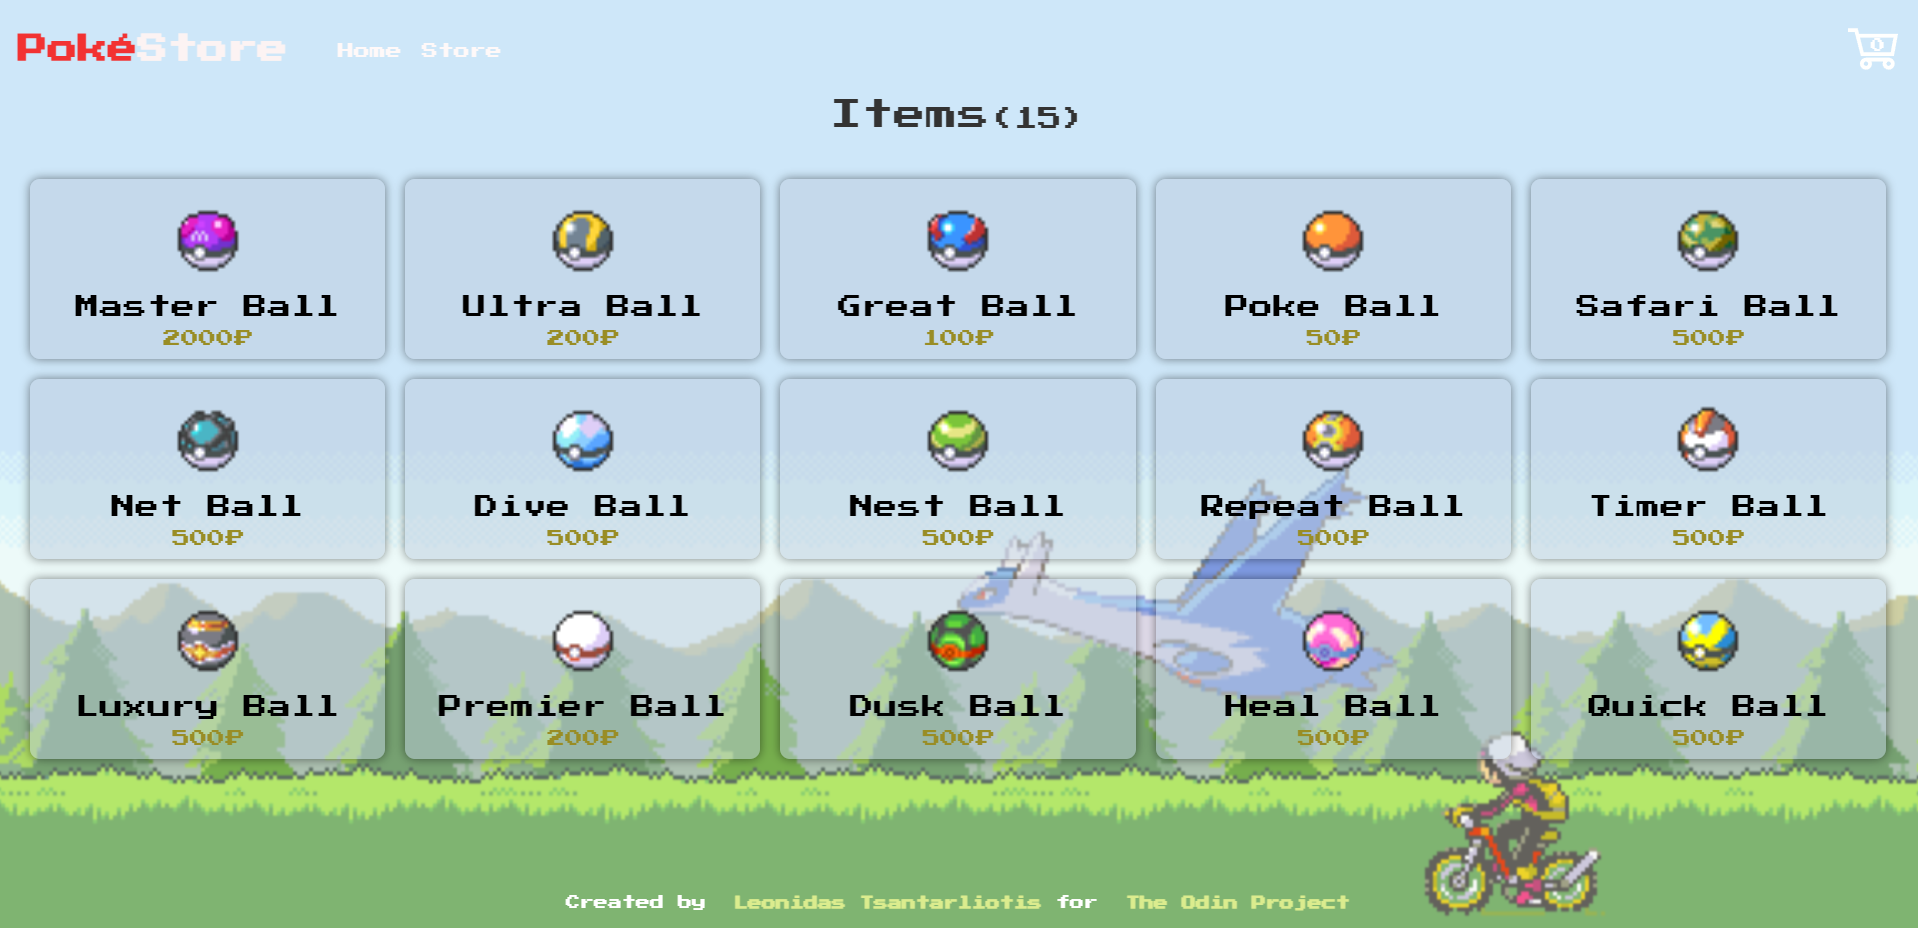 PokéStore Home Store 0
Items(15)
Master Ball Ultra Ball Great Ball Poke Ball Safari Ball
2000₽ 200₽ 100₽ 50₽ 500₽
Net Ball Dive Ball Nest Ball Repeat Ball Timer Ball
500₽ 500₽ 500₽ 500₽ 500₽
Luxury Ball Premier Ball Dusk Ball Heal Ball Quick Ball
500₽ 200₽ 500₽ 500₽ 500₽
Created by Leonidas Tsantarliotis for The Odin Project